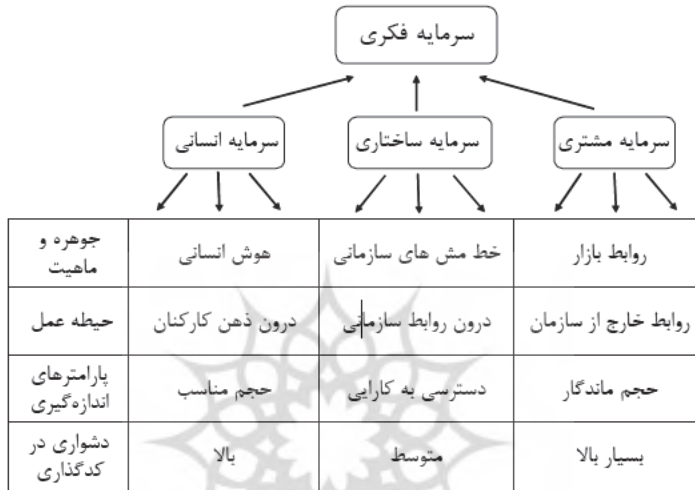 سرمایه فکری
سرمایه مشتری
سرمایه ساختاری
سرمایه انسانی
روابط بازار
خط مش های سازمانی
هوش انسانی
جوهره و
ماهیت
روابط خارج از سازمان
درون روابط سازمانی
درون ذهن کارکنان
حیطه عمل
حجم ماندگار
دسترسی به کارایی
حجم مناسب
پارامترهای
اندازه‌گیری
بسیار بالا
متوسط
بالا
دشواری در
کدگذاری